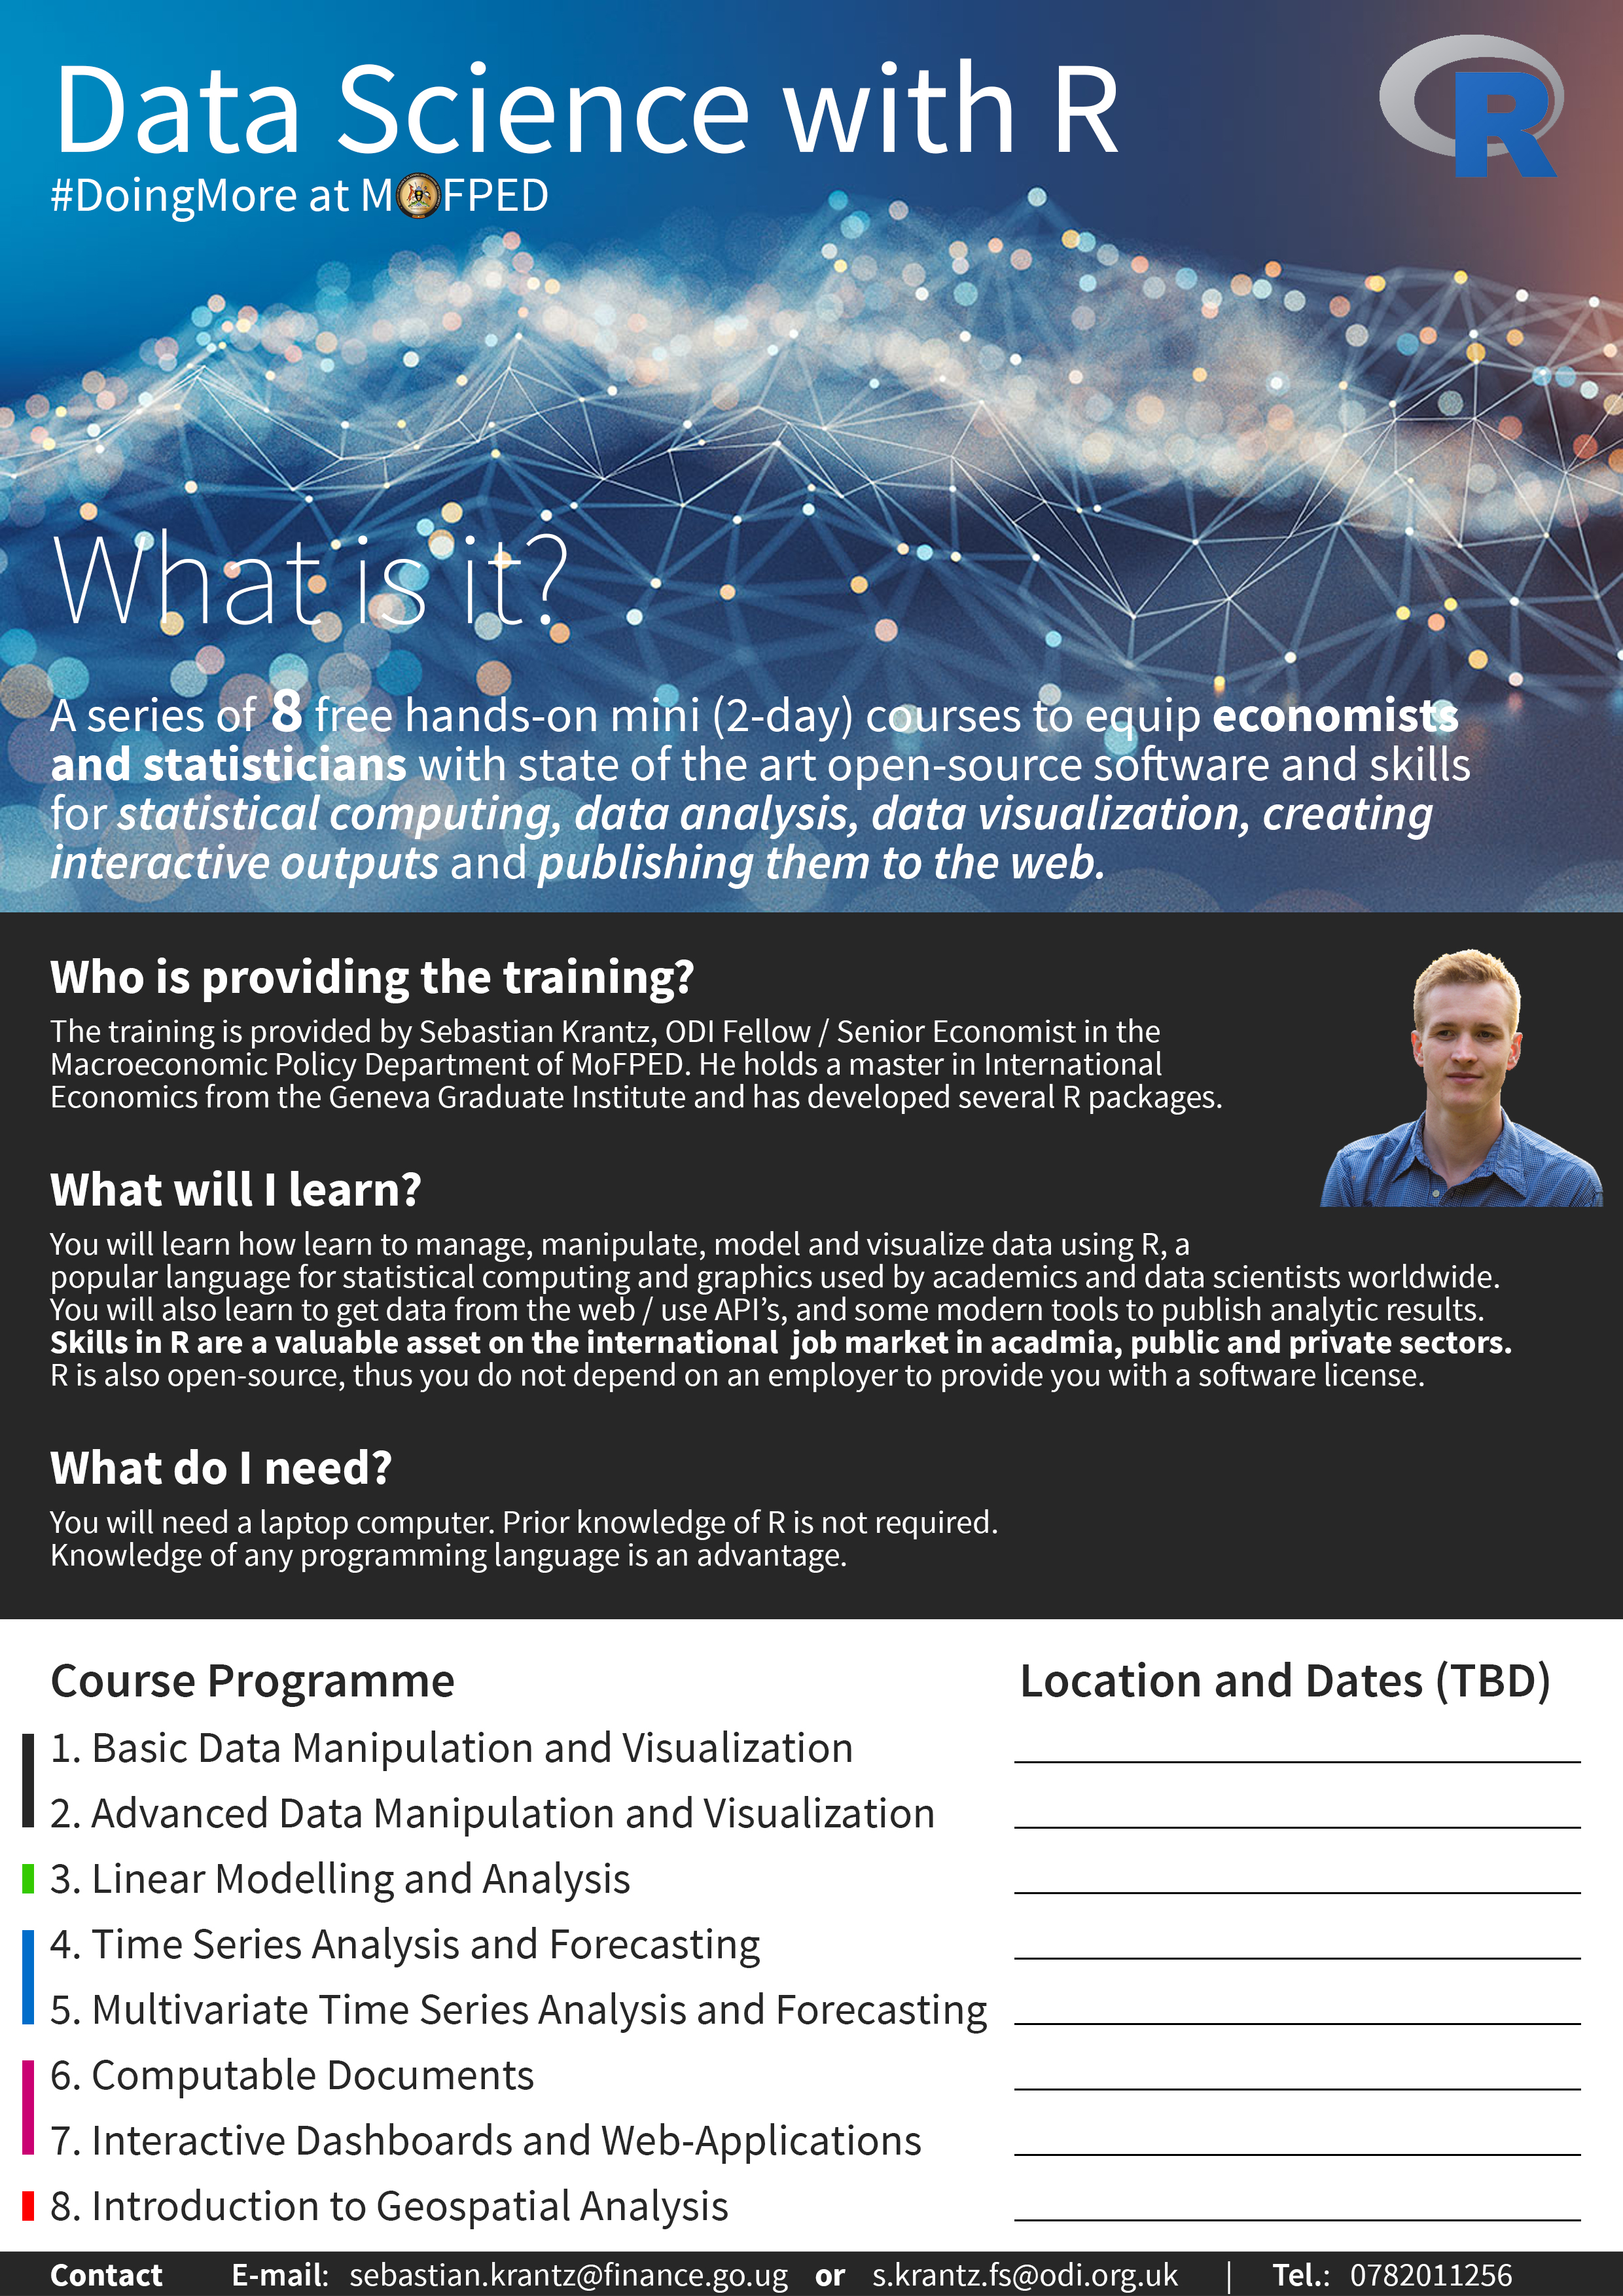 Data Science with R
R
#DoingMore at MoFPED
What is it?
A series of 8 free hands-on mini (2-day) courses to equip economists
and statisticians with state of the art open-source software and skills
for statistical computing, data analysis, data visualization, creating
interactive outputs and publishing them to the web.
Who is providing the training?
The training is provided by Sebastian Krantz, ODI Fellow / Senior Economist in the
Macroeconomic Policy Department of MoFPED. He holds a master in International
Economics from the Geneva Graduate Institute and has developed several R packages.
What will I learn?
You will learn how learn to manage, manipulate, model and visualize data using R, a
popular language for statistical computing and graphics used by academics and data scientists worldwide.
You will also learn to get data from the web / use API's, and some modern tools to publish analytic results.
Skills in R are a valuable asset on the international job market in acadmia, public and private sectors.
R is also open-source, thus you do not depend on an employer to provide you with a software license.
What do I need?
You will need a laptop computer. Prior knowledge of R is not required.
Knowledge of any programming language is an advantage.
Course Programme
Location and Dates (TBD)
1. Basic Data Manipulation and Visualization
2. Advanced Data Manipulation and Visualization
3. Linear Modelling and Analysis
4. Time Series Analysis and Forecasting
5. Multivariate Time Series Analysis and Forecasting
6. Computable Documents
7. Interactive Dashboards and Web-Applications
8. Introduction to Geospatial Analysis
Contact E-mail: sebastian.krantz@finance.go.ug or s.krantz.fs@odi.org.uk | Tel.: 0782011256